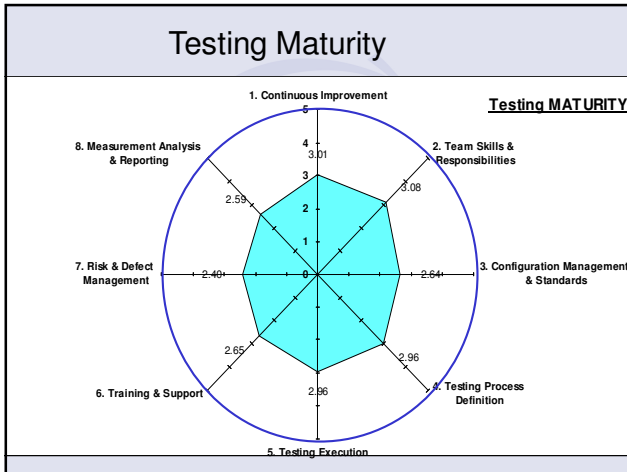 Testing Maturity
1. Continuous Improvement
Testing MATURITY
5
4
3.01
3
2
1
0
2. Team Skills &
Responsibilities
3.08
3. Configuration Management
& Standards
2.64
4. Testing Process
Definition
2.96
5. Testing Execution
2.96
6. Training & Support
2.65
7. Risk & Defect
Management
2.40
8. Measurement Analysis
& Reporting
2.59